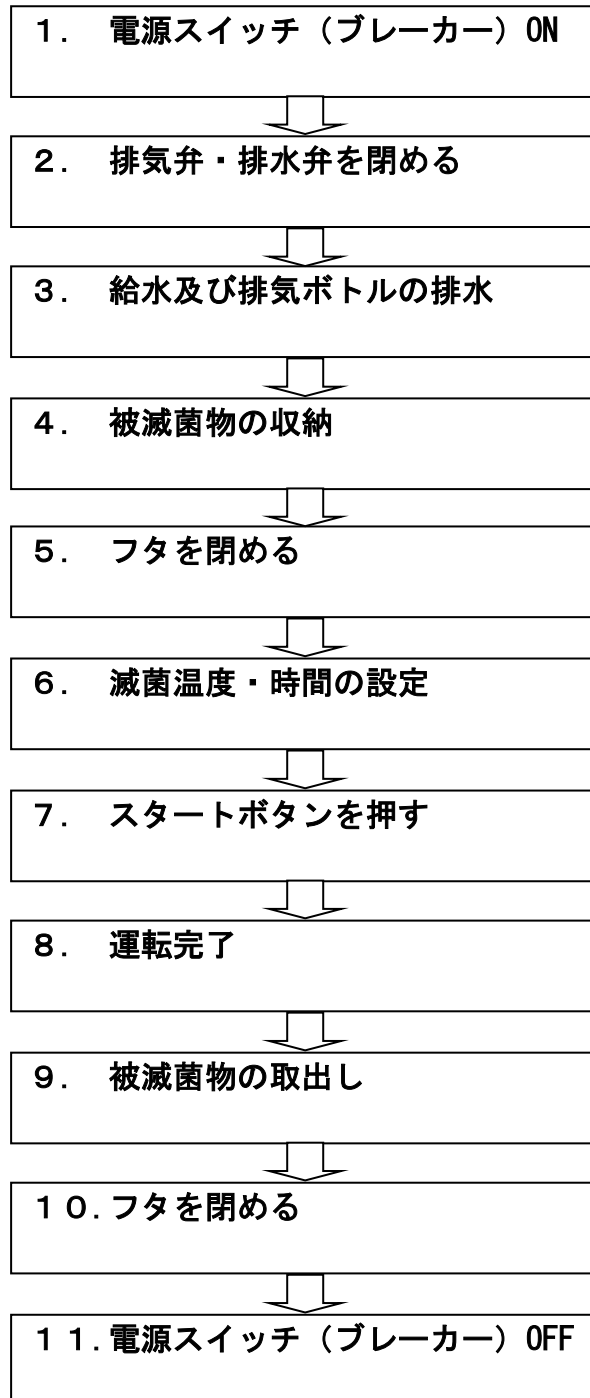 １．　電源スイッチ（ブレーカー）ON
２．　排気弁・排水弁を閉める
３．　給水及び排気ボトルの排水
４．　被滅菌物の収納
５．　フタを閉める
６．　滅菌温度・時間の設定
７．　スタートボタンを押す
８．　運転完了
９．　被滅菌物の取出し
１０．フタを閉める
１１．電源スイッチ（ブレーカー）OFF